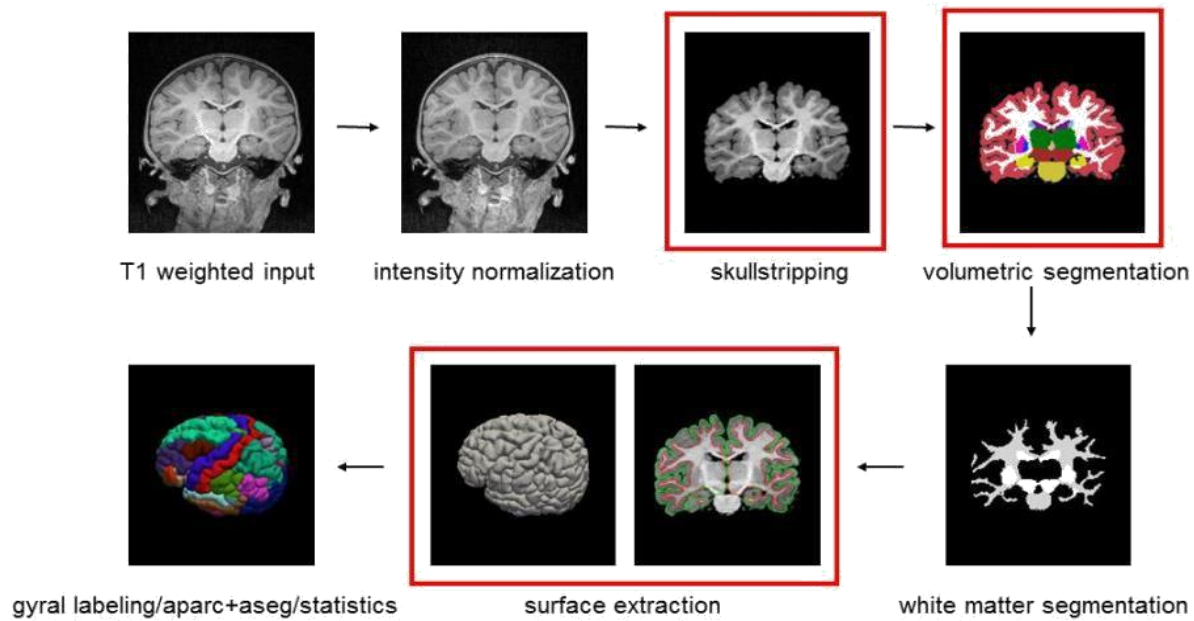 T1 weighted input
intensity normalization
skullstripping
volumetric segmentation
gyral labeling/aparc+aseg/statistics
surface extraction
white matter segmentation